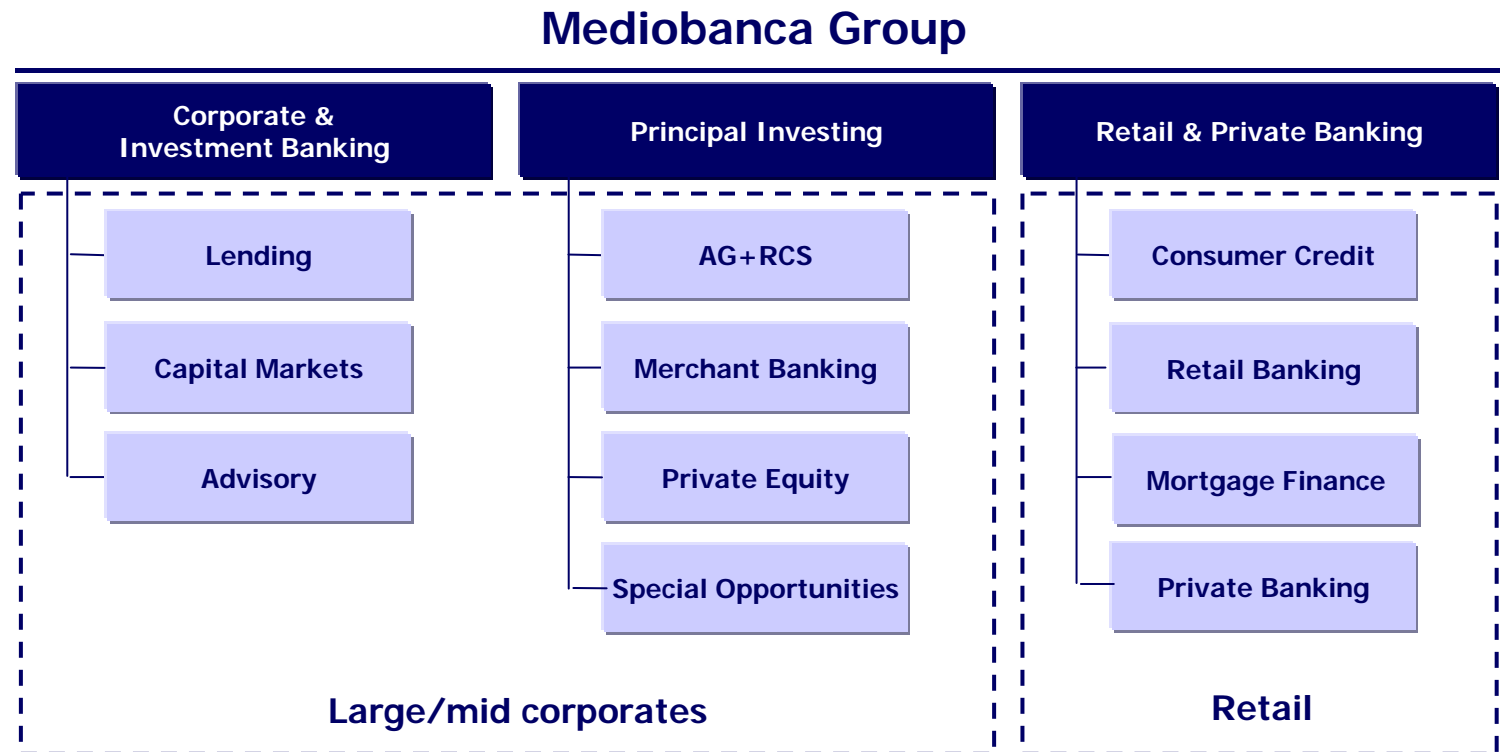 Mediobanca Group
Corporate &
Investment Banking
Principal Investing
Retail & Private Banking
Lending
Capital Markets
Advisory
AG+RCS
Merchant Banking
Private Equity
Special Opportunities
Consumer Credit
Retail Banking
Mortgage Finance
Private Banking
Large/mid corporates
Retail